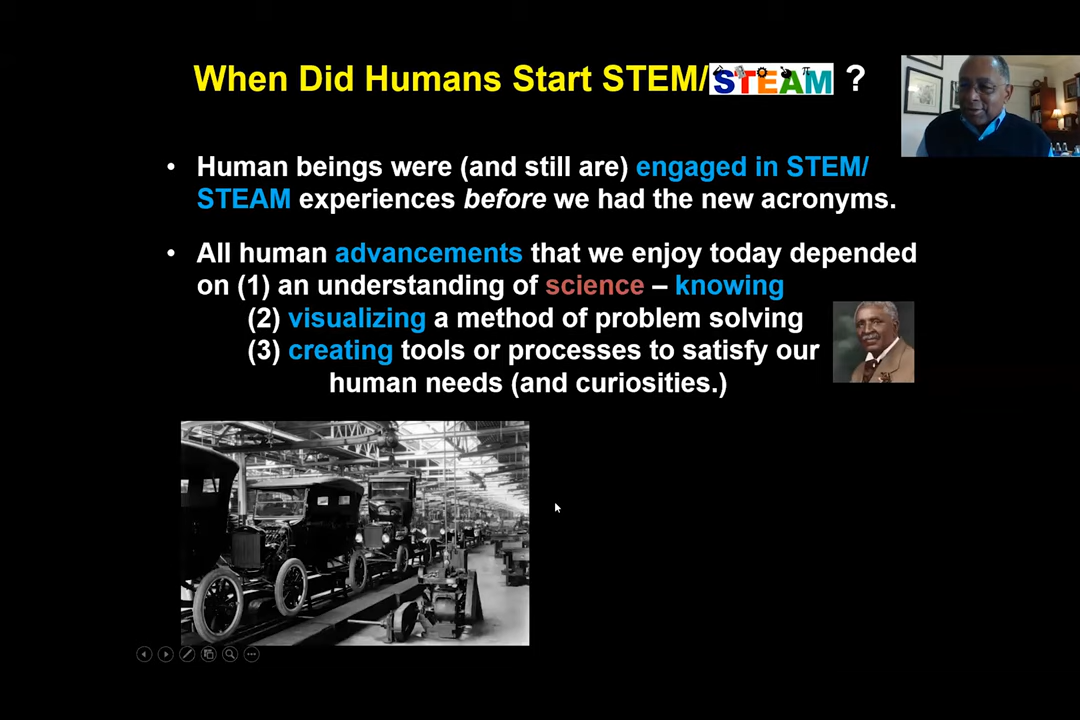 When Did Humans Start STEM/STEAM ?
• Human beings were (and still are) engaged in STEM/
STEAM experiences before we had the new acronyms.
• All human advancements that we enjoy today depended
on (1) an understanding of science – knowing
(2) visualizing a method of problem solving
(3) creating tools or processes to satisfy our
human needs (and curiosities.)